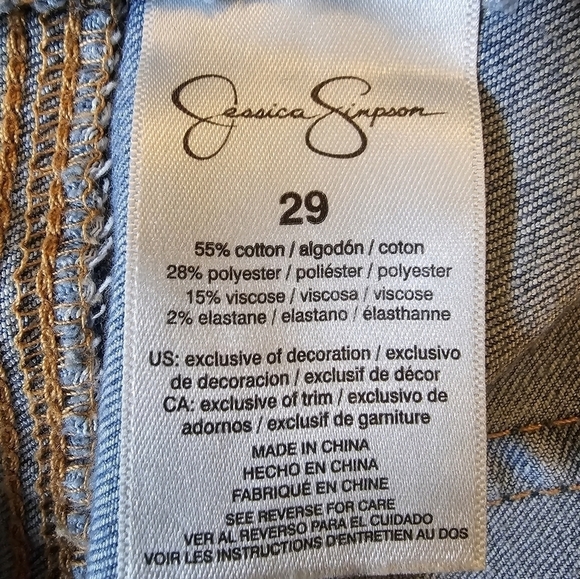 Jessica Simpson
29
55% cotton / algodón / coton
28% polyester / poliéster / polyester
15% viscose / viscosa / viscose
2% elastane / elastano / élasthanne
US: exclusive of decoration / exclusivo
de decoracion / exclusif de décor
CA: exclusive of trim / exclusivo de
adornos / exclusif de garniture
MADE IN CHINA
HECHO EN CHINA
FABRIQUÉ EN CHINE
SEE REVERSE FOR CARE
VER AL REVERSO PARA EL CUIDADO
VOIR LES INSTRUCTIONS D'ENTRETIEN AU DOS